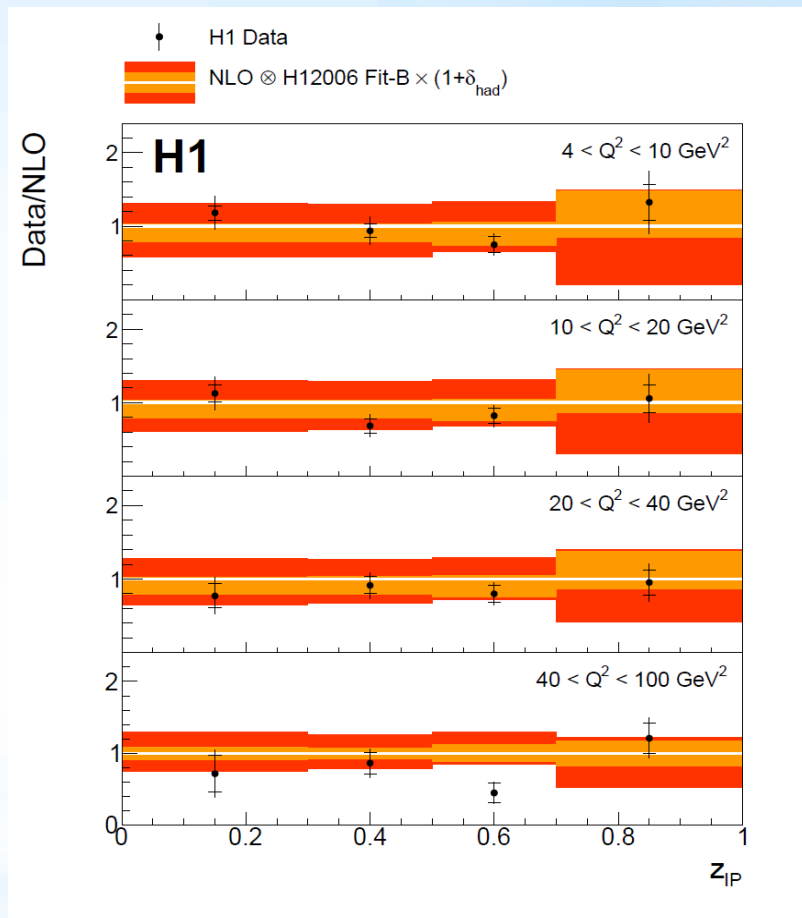 H1 Data
NLO ⊗ H12006 Fit-B × (1+δhad)
Data/NLO
H1
4 < Q² < 10 GeV²
2
1
10 < Q² < 20 GeV²
2
1
20 < Q² < 40 GeV²
2
1
40 < Q² < 100 GeV²
2
1
0
0 0.2 0.4 0.6 0.8 1
zIP